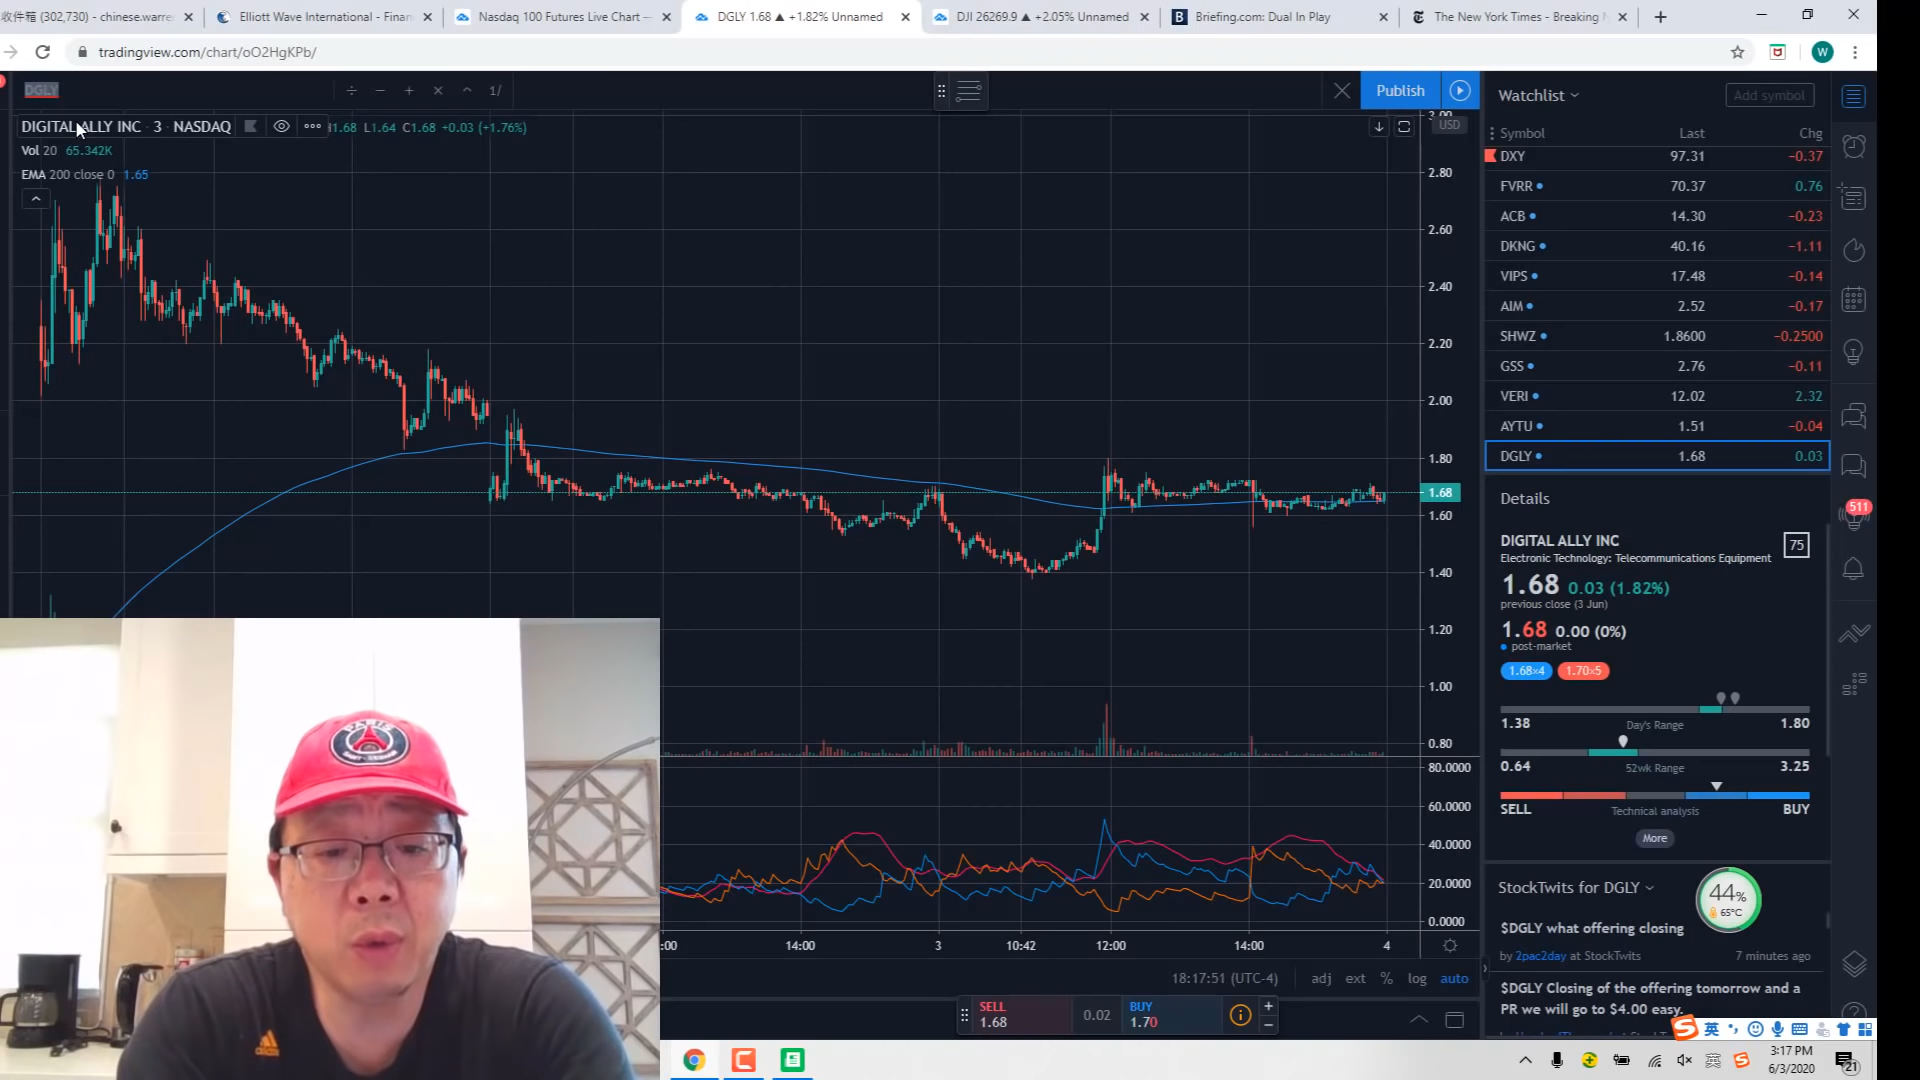 收件箱 (302,730) - chinese.warre
Elliott Wave International - Finan
Nasdaq 100 Futures Live Chart —
DGLY 1.68 ▲ +1.82% Unnamed
DJI 26269.9 ▲ +2.05% Unnamed
Briefing.com: Dual In Play
The New York Times - Breaking
tradingview.com/chart/oO2HgKPb/
W
DGLY
÷ − + × ^ 1/
Publish
DIGITAL ALLY INC · 3 · NASDAQ
1.68 L1.64 C1.68 +0.03 (+1.76%)
Vol 20 65.342K
EMA 200 close 0 1.65
3.00
USD
2.80
2.60
2.40
2.20
2.00
1.80
1.68
1.60
1.40
1.20
1.00
0.80
80.0000
60.0000
40.0000
20.0000
0.0000
:00 14:00 3 10:42 12:00 14:00 4
18:17:51 (UTC-4) adj ext % log auto
SELL
1.68
0.02
BUY
1.70
Watchlist
Add symbol
Symbol Last Chg
DXY 97.31 −0.37
FVRR 70.37 0.76
ACB 14.30 −0.23
DKNG 40.16 −1.11
VIPS 17.48 −0.14
AIM 2.52 −0.17
SHWZ 1.8600 −0.2500
GSS 2.76 −0.11
VERI 12.02 2.32
AYTU 1.51 −0.04
DGLY 1.68 0.03
Details
511
DIGITAL ALLY INC
75
Electronic Technology: Telecommunications Equipment
1.68 0.03 (1.82%)
previous close (3 Jun)
1.68 0.00 (0%)
post-market
1.68×4 1.70×5
1.38 Day's Range 1.80
0.64 52wk Range 3.25
SELL Technical analysis BUY
More
StockTwits for DGLY
44%
65°C
$DGLY what offering closing
by 2pac2day at StockTwits 7 minutes ago
$DGLY Closing of the offering tomorrow and a
PR we will go to $4.00 easy.
英
PARIS
adidas
英
3:17 PM
6/3/2020
21